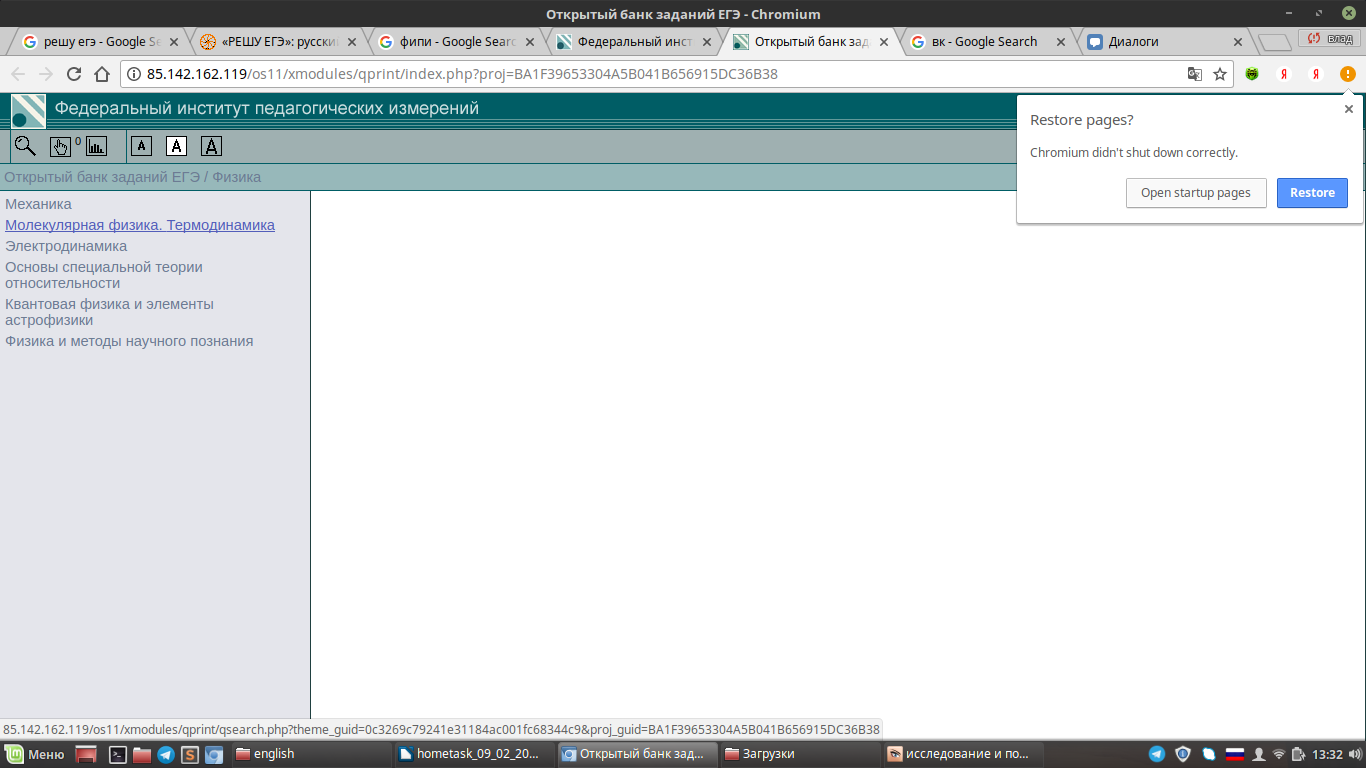 Открытый банк заданий ЕГЭ - Chromium
решу егэ - Google Se
«РЕШУ ЕГЭ»: русски
фипи - Google Searc
Федеральный инст
Открытый банк зад
вк - Google Search
Диалоги
влад
85.142.162.119/os11/xmodules/qprint/index.php?proj=BA1F39653304A5B041B656915DC36B38
Я
Я
Федеральный институт педагогических измерений
Restore pages?
Chromium didn't shut down correctly.
Open startup pages
Restore
0
A
A
A
Открытый банк заданий ЕГЭ / Физика
Механика
Молекулярная физика. Термодинамика
Электродинамика
Основы специальной теории
относительности
Квантовая физика и элементы
астрофизики
Физика и методы научного познания
85.142.162.119/os11/xmodules/qprint/qsearch.php?theme_guid=0c3269c79241e31184ac001fc68344c9&proj_guid=BA1F39653304A5B041B656915DC36B38
Меню
english
hometask_09_02_20...
Открытый банк зад...
Загрузки
исследование и по...
13:32